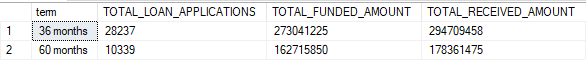 term TOTAL_LOAN_APPLICATIONS TOTAL_FUNDED_AMOUNT TOTAL_RECEIVED_AMOUNT
1 36 months 28237 273041225 294709458
2 60 months 10339 162715850 178361475